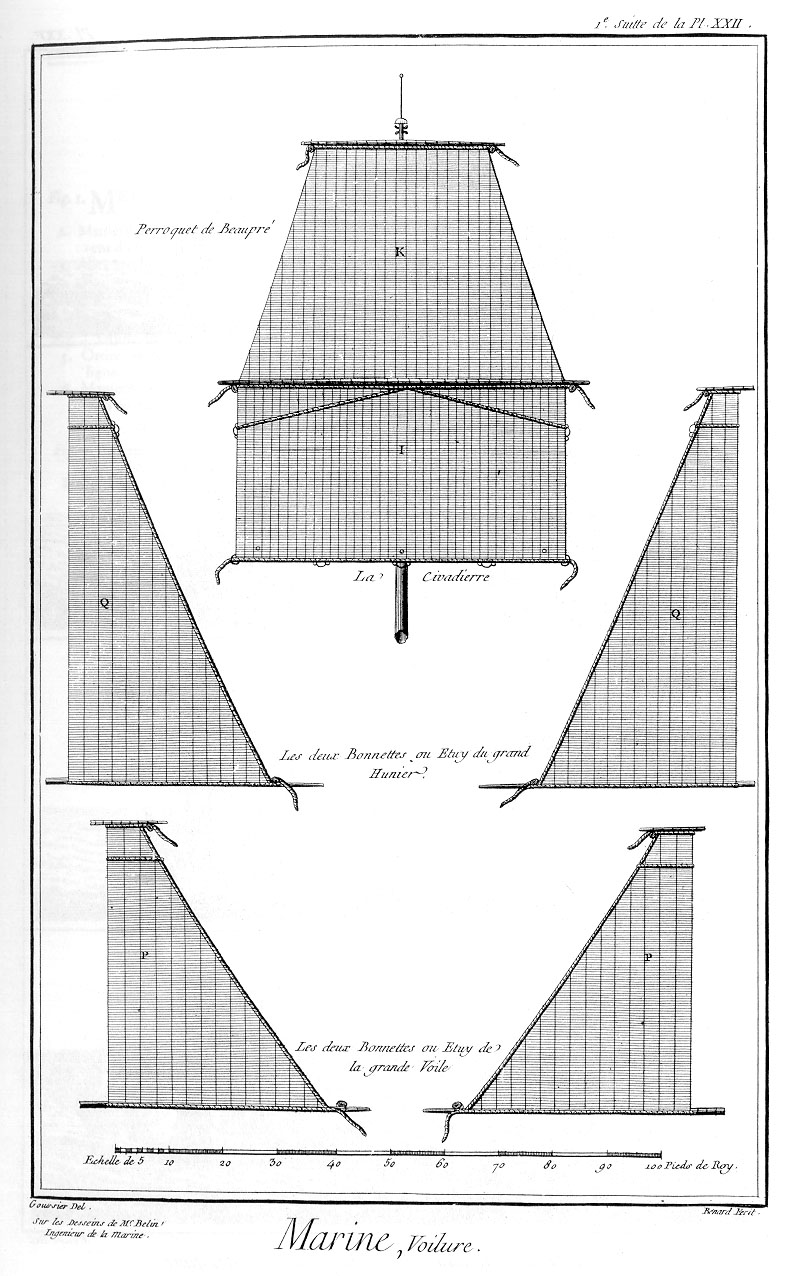 1e. Suitte de la Pl. XXII.
Perroquet de Beaupré
K
I
La Civadierre
Q
Q
Les deux Bonnettes ou Etuy du grand
Hunier.
P
P
Les deux Bonnettes ou Etuy de
la grande Voile
Echelle de 5 10 20 30 40 50 60 70 80 90 100 Pieds de Roy.
Goussier Del.
Benard Fecit.
Sur les Desseins de Mr. Belin
Ingenieur de la Marine.
Marine, Voilure.